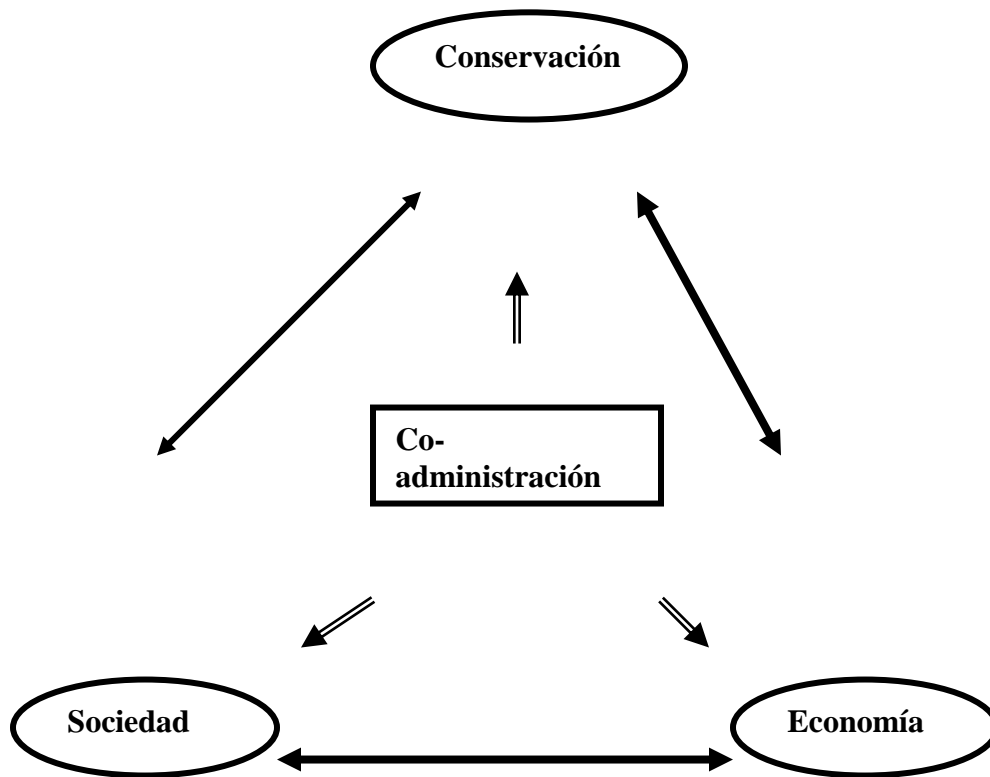 Conservación
Co-
administración
Sociedad
Economía